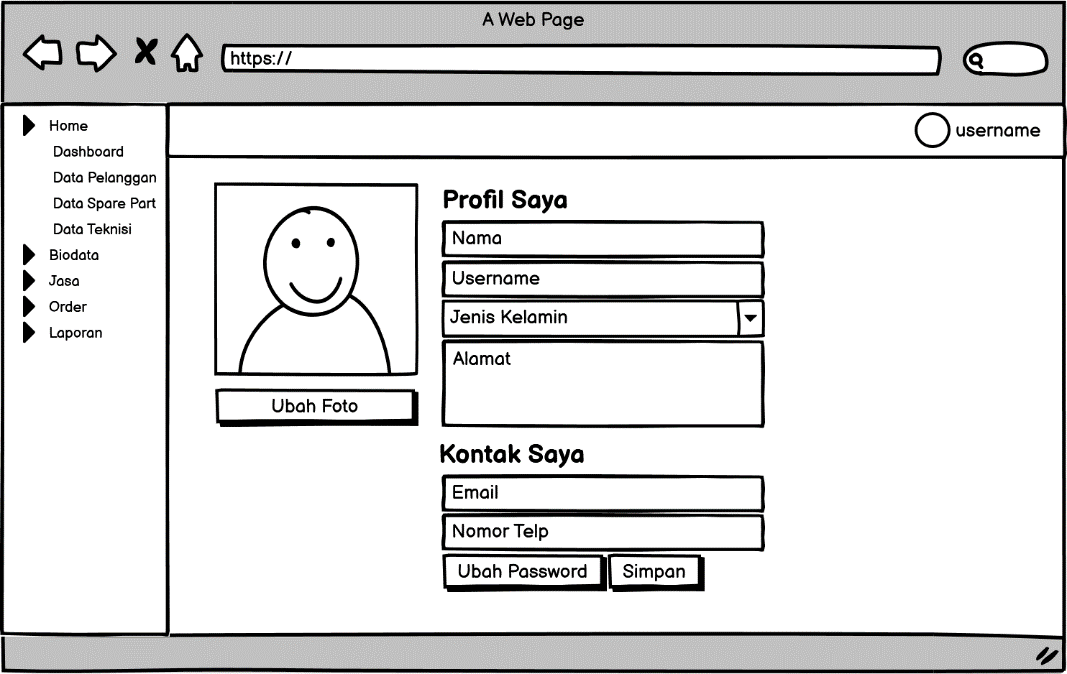 A Web Page
https://
username
Home
Dashboard
Data Pelanggan
Data Spare Part
Data Teknisi
Biodata
Jasa
Order
Laporan
Ubah Foto
Profil Saya
Nama
Username
Jenis Kelamin
Alamat
Kontak Saya
Email
Nomor Telp
Ubah Password
Simpan